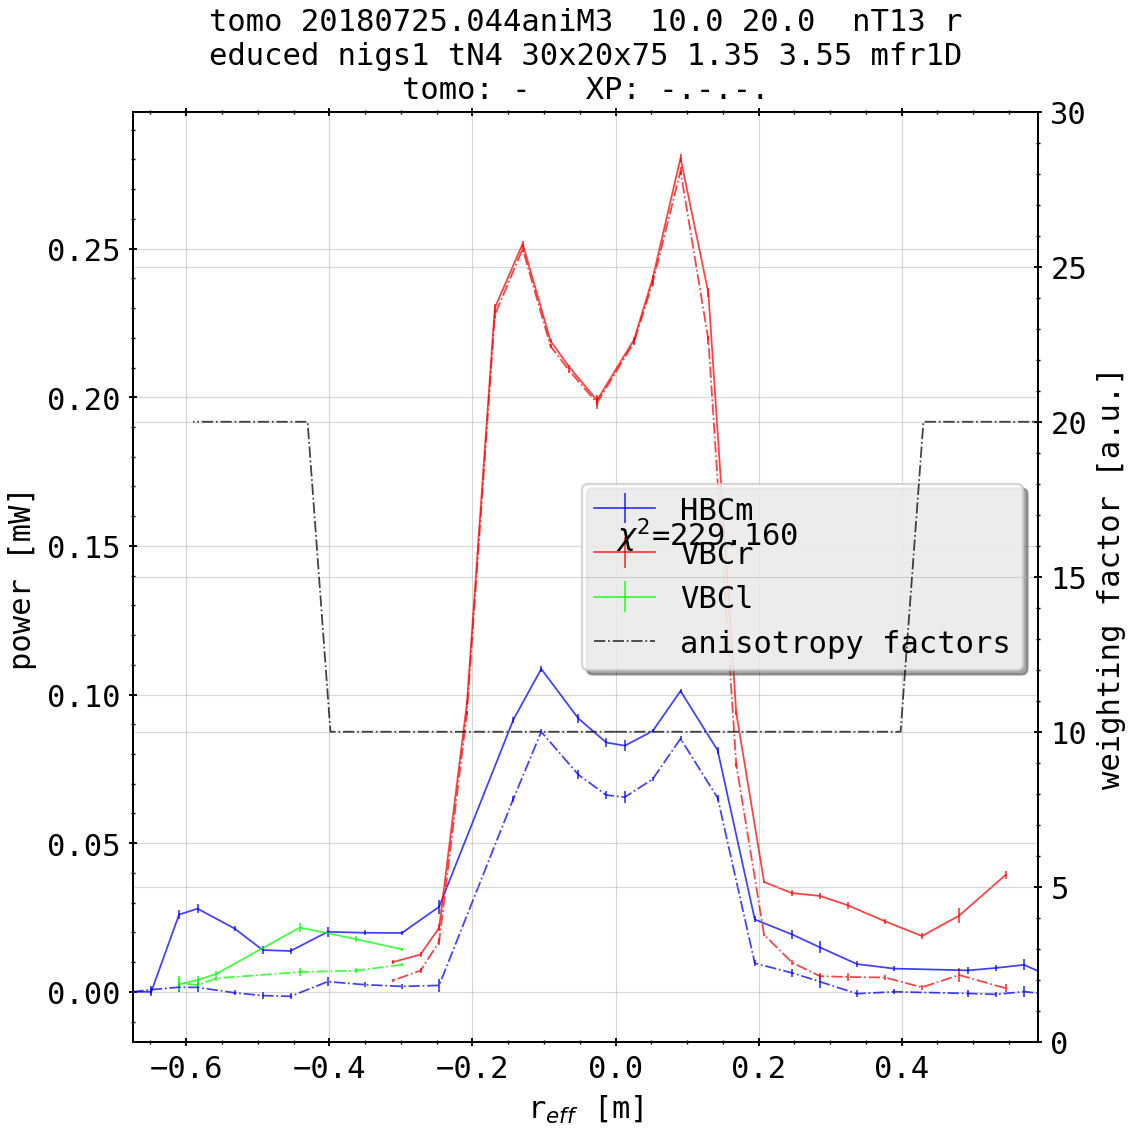 tomo 20180725.044aniM3  10.0 20.0  nT13 r
educed nigs1 tN4 30x20x75 1.35 3.55 mfr1D
tomo: -   XP: -.-.-.
power [mW]
0.25
0.20
0.15
0.10
0.05
0.00
30
25
20
15
10
5
0
weighting factor [a.u.]
HBCm
χ²=229.160
VBCr
VBCl
anisotropy factors
−0.6
−0.4
−0.2
0.0
0.2
0.4
r_eff [m]